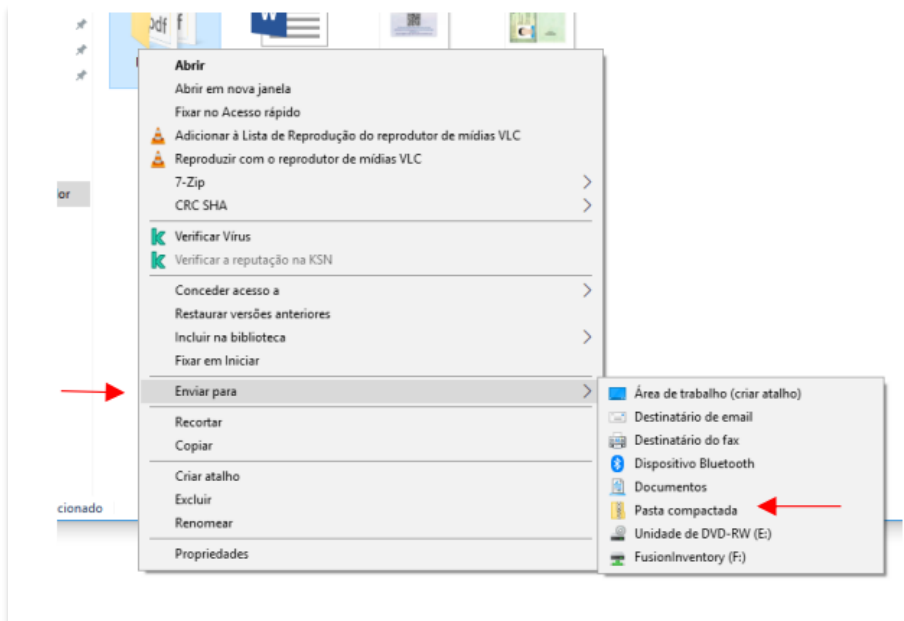 pdf f
W
Abrir
Abrir em nova janela
Fixar no Acesso rápido
Adicionar à Lista de Reprodução do reprodutor de mídias VLC
Reproduzir com o reprodutor de mídias VLC
7-Zip
CRC SHA
or
Verificar Vírus
Verificar a reputação na KSN
Conceder acesso a
Restaurar versões anteriores
Incluir na biblioteca
Fixar em Iniciar
Enviar para
Recortar
Copiar
Criar atalho
Excluir
Renomear
Propriedades
cionado
Área de trabalho (criar atalho)
Destinatário de email
Destinatário do fax
Dispositivo Bluetooth
Documentos
Pasta compactada
Unidade de DVD-RW (E:)
FusionInventory (F:)